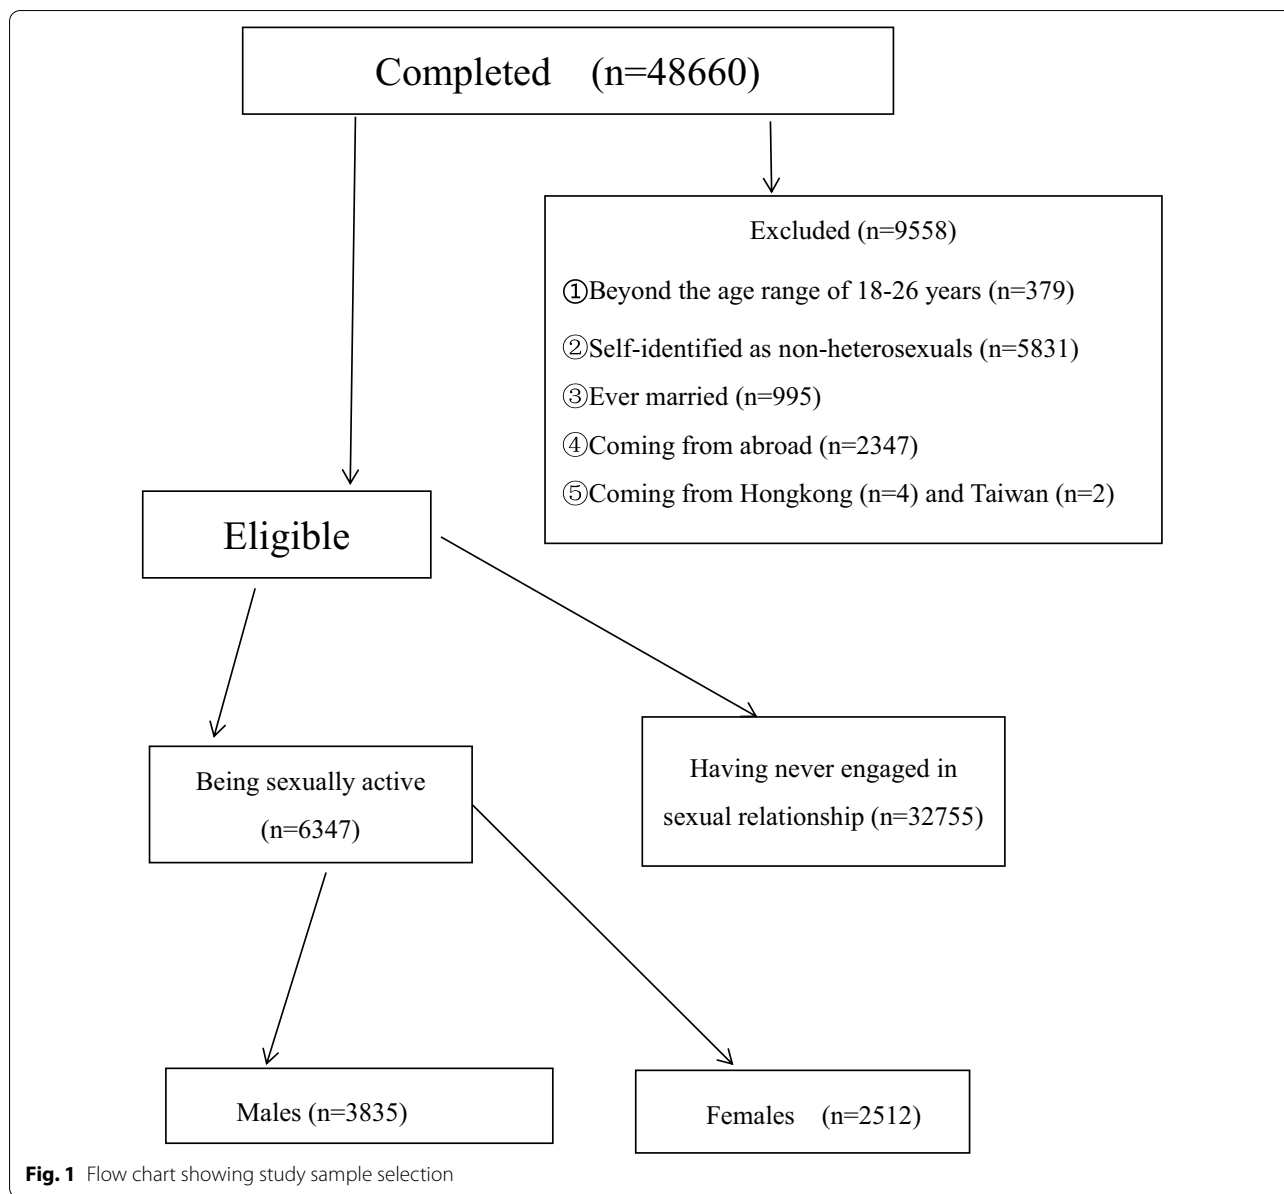 Completed (n=48660)
Excluded (n=9558)
①Beyond the age range of 18-26 years (n=379)
②Self-identified as non-heterosexuals (n=5831)
③Ever married (n=995)
④Coming from abroad (n=2347)
⑤Coming from Hongkong (n=4) and Taiwan (n=2)
Eligible
Being sexually active
(n=6347)
Having never engaged in
sexual relationship (n=32755)
Males (n=3835)
Females (n=2512)
Fig. 1 Flow chart showing study sample selection